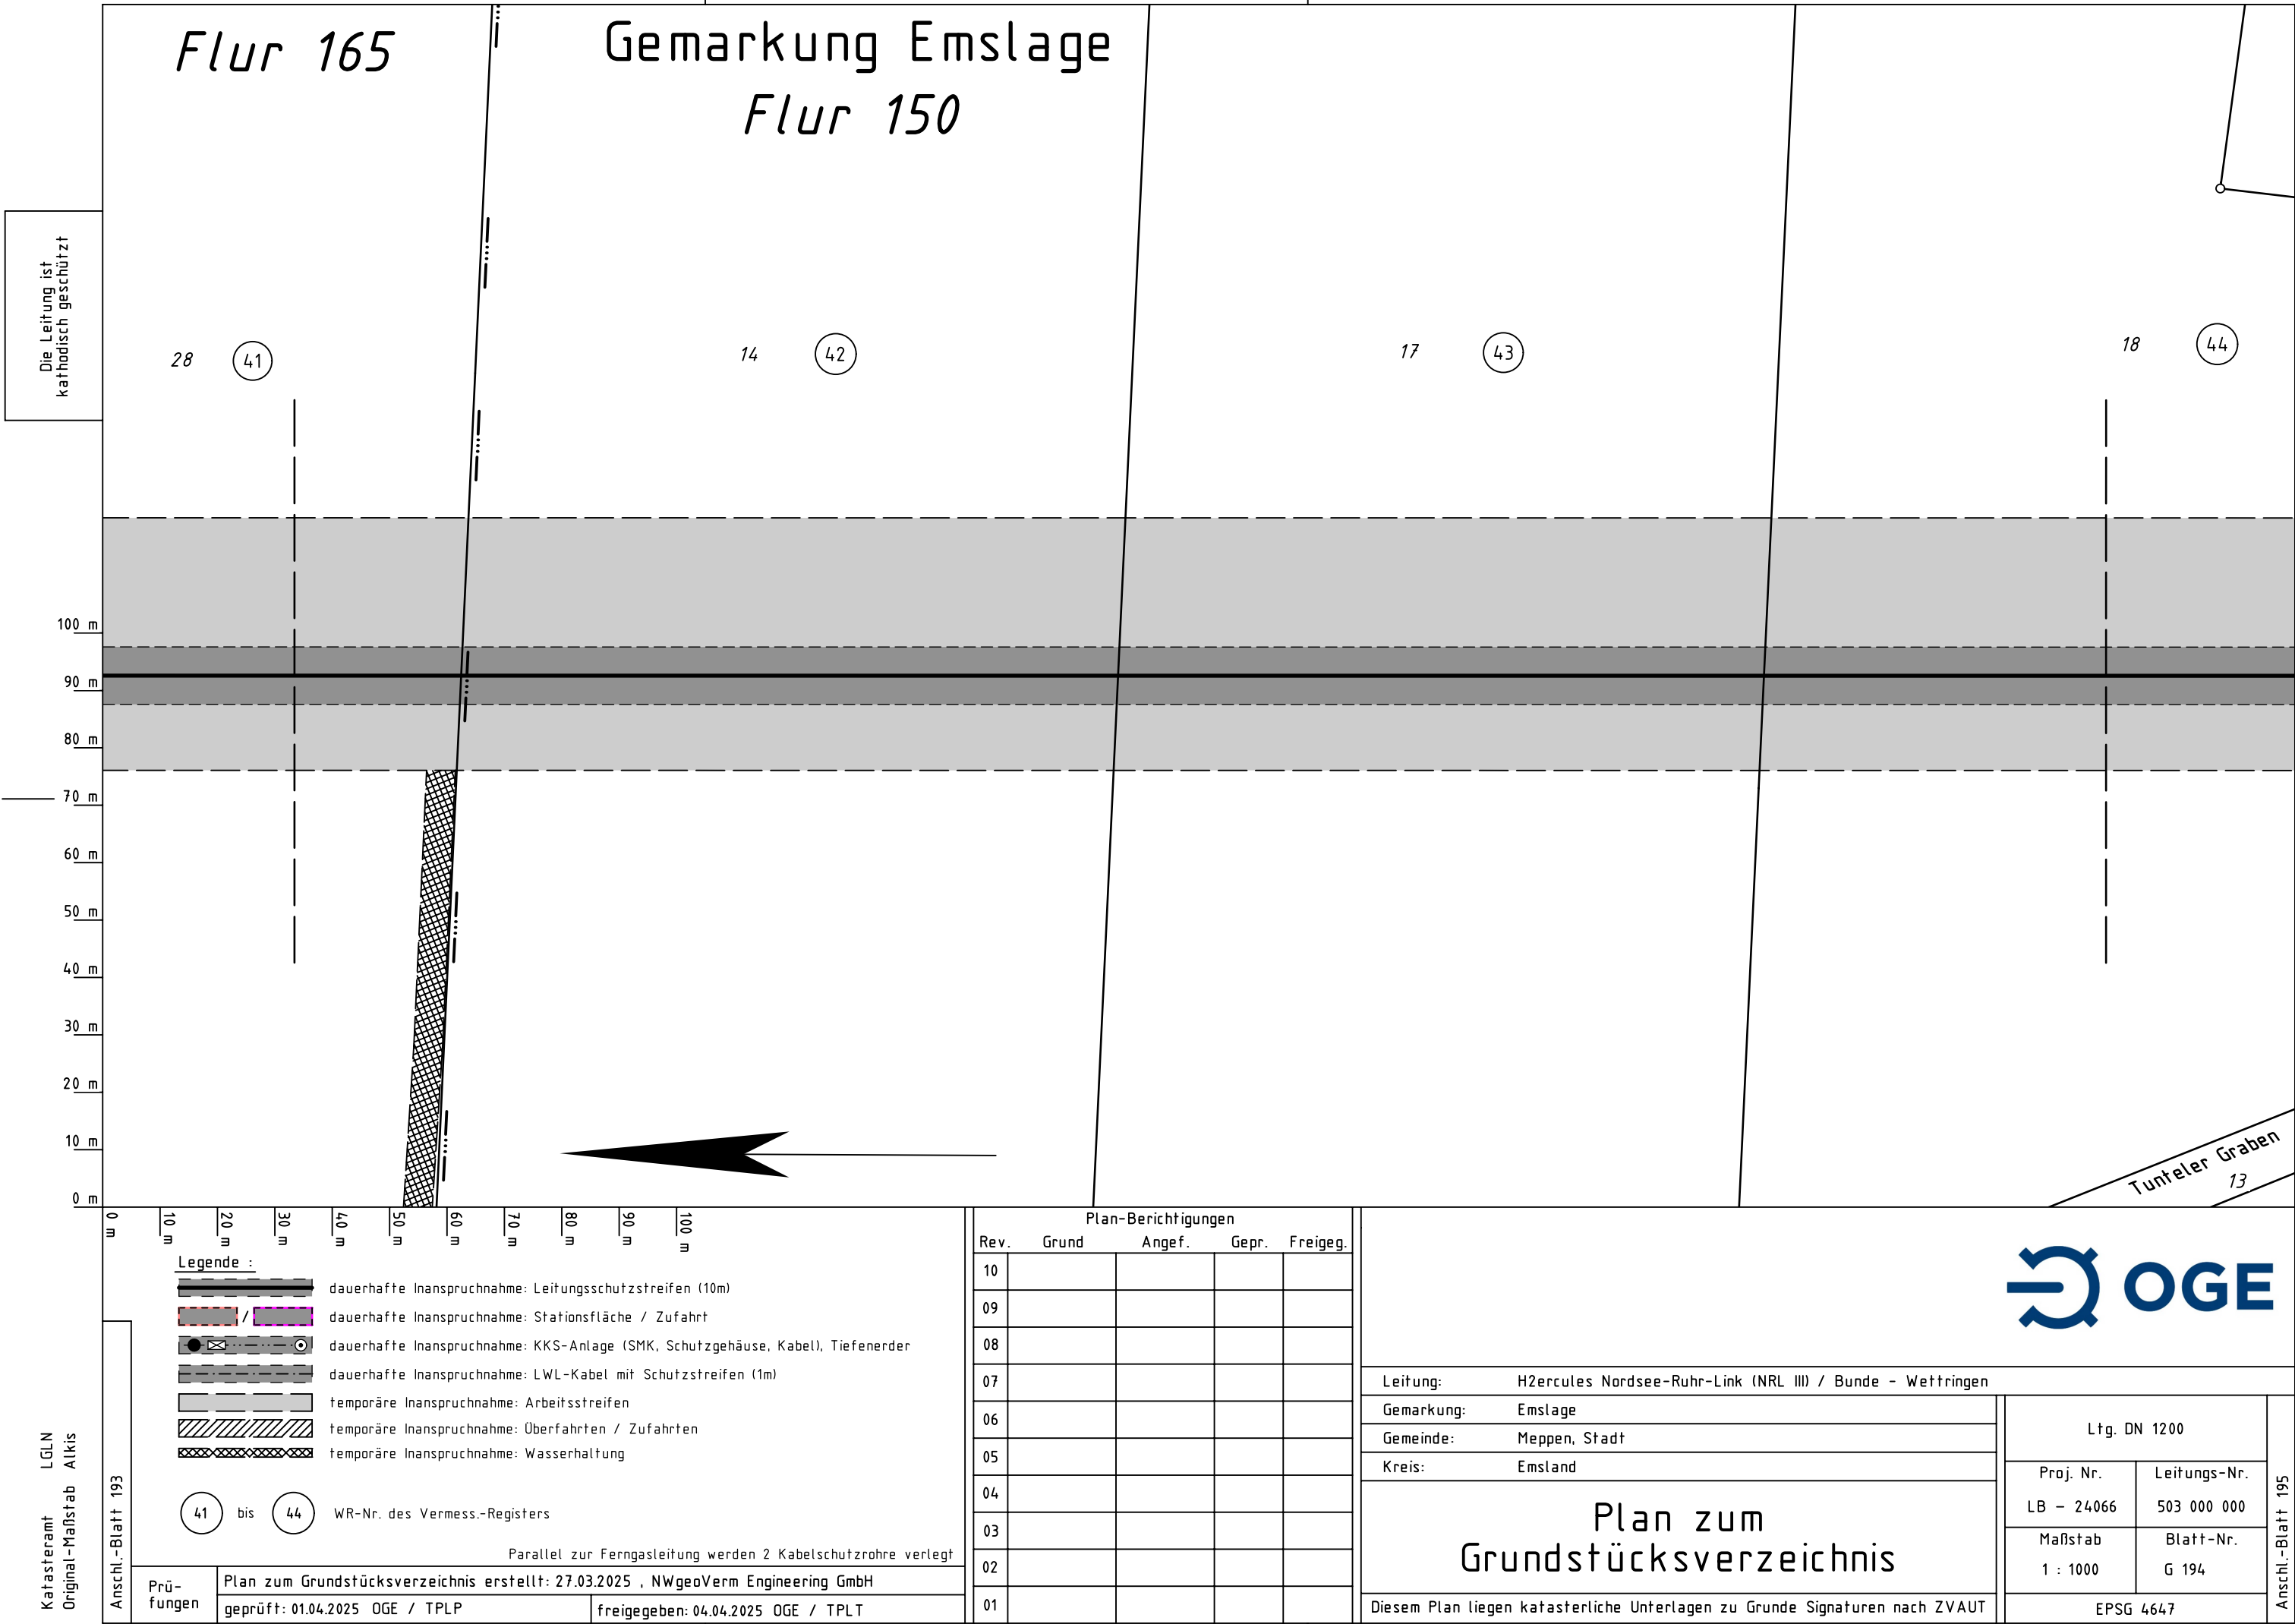 Flur 165
Gemarkung Emslage
Flur 150
Die Leitung ist
kathodisch geschützt
28 41
14 42
17 43
18 44
100 m
90 m
80 m
70 m
60 m
50 m
40 m
30 m
20 m
10 m
0 m
0 m 10 m 20 m 30 m 40 m 50 m 60 m 70 m 80 m 90 m 100 m
Tunteler Graben
13
Legende :
dauerhafte Inanspruchnahme: Leitungsschutzstreifen (10m)
/ dauerhafte Inanspruchnahme: Stationsfläche / Zufahrt
dauerhafte Inanspruchnahme: KKS-Anlage (SMK, Schutzgehäuse, Kabel), Tiefenerder
dauerhafte Inanspruchnahme: LWL-Kabel mit Schutzstreifen (1m)
temporäre Inanspruchnahme: Arbeitsstreifen
temporäre Inanspruchnahme: Überfahrten / Zufahrten
temporäre Inanspruchnahme: Wasserhaltung
41 bis 44 WR-Nr. des Vermess.-Registers
Parallel zur Ferngasleitung werden 2 Kabelschutzrohre verlegt
Katasteramt LGLN
Original-Maßstab Alkis
Anschl.-Blatt 193
Prü-
fungen
Plan zum Grundstücksverzeichnis erstellt: 27.03.2025 , NWgeoVerm Engineering GmbH
geprüft: 01.04.2025 OGE / TPLP
freigegeben: 04.04.2025 OGE / TPLT
Plan-Berichtigungen
Rev. Grund Angef. Gepr. Freigeg.
10
09
08
07
06
05
04
03
02
01
OGE
Leitung: H2ercules Nordsee-Ruhr-Link (NRL III) / Bunde - Wettringen
Gemarkung: Emslage
Gemeinde: Meppen, Stadt
Kreis: Emsland
Plan zum
Grundstücksverzeichnis
Diesem Plan liegen katasterliche Unterlagen zu Grunde Signaturen nach ZVAUT
Ltg. DN 1200
Proj. Nr. Leitungs-Nr.
LB - 24066 503 000 000
Maßstab Blatt-Nr.
1 : 1000 G 194
EPSG 4647
Anschl.-Blatt 195